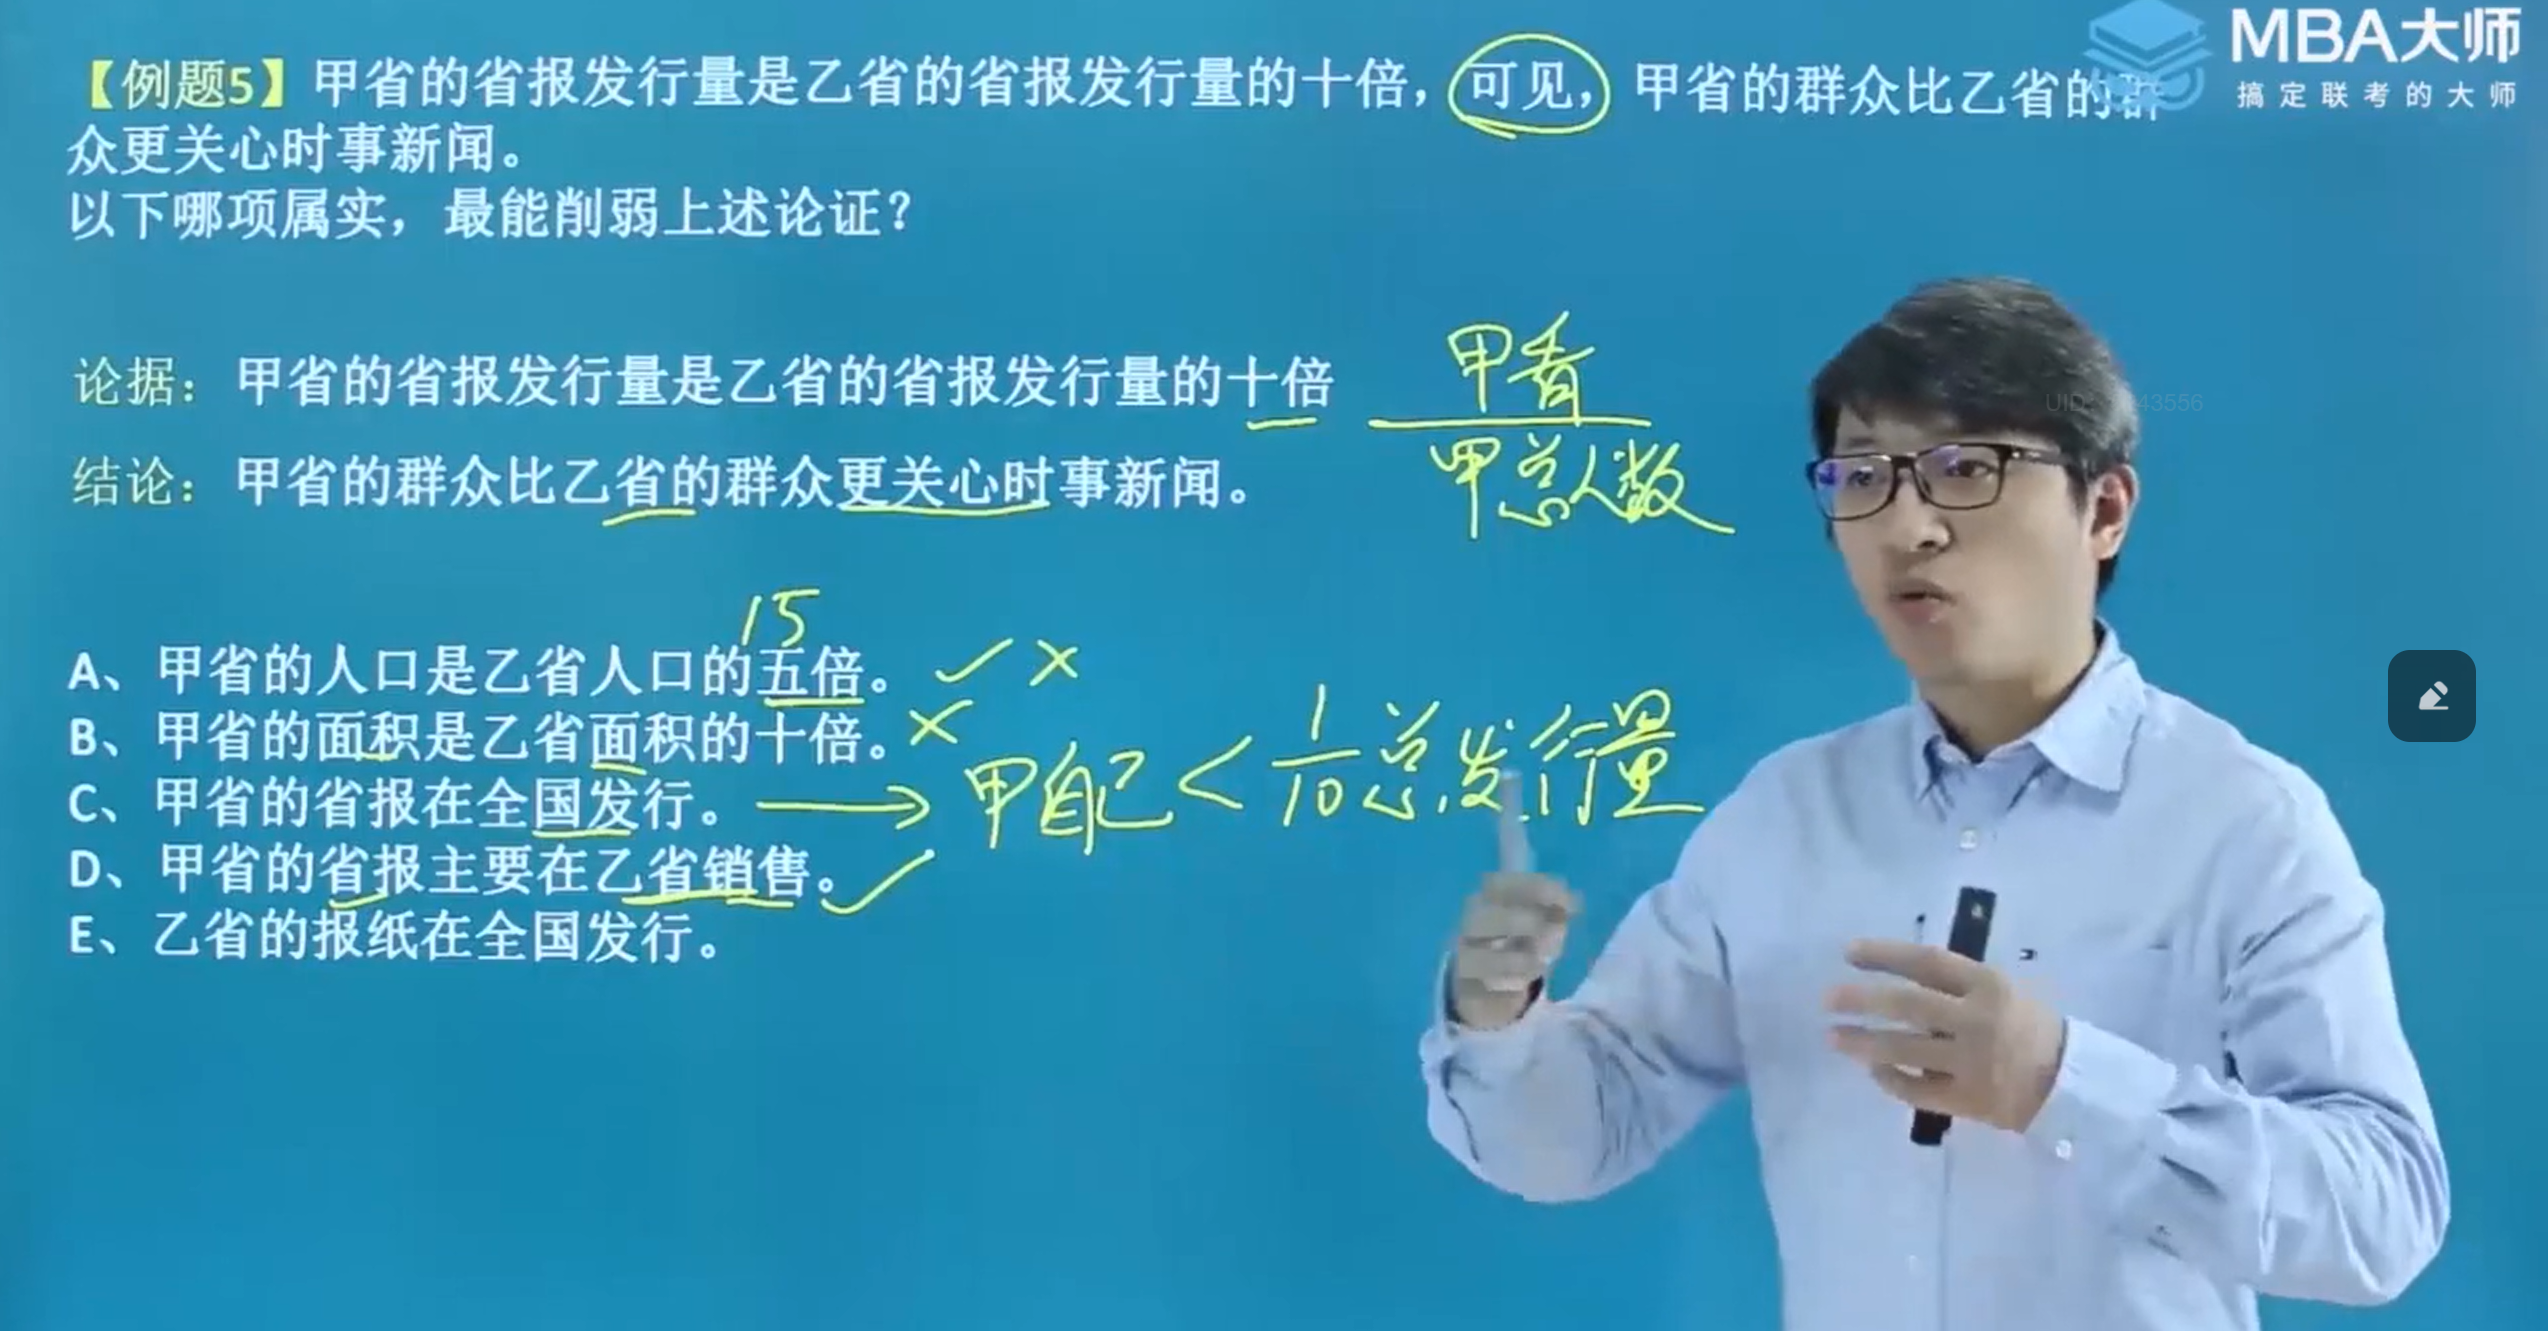 MBA大师
搞定联考的大师
【例题5】甲省的省报发行量是乙省的省报发行量的十倍，可见，甲省的群众比乙省的群
众更关心时事新闻。
以下哪项属实，最能削弱上述论证？
论据：甲省的省报发行量是乙省的省报发行量的十倍
结论：甲省的群众比乙省的群众更关心时事新闻。
甲看
甲总人数
15
A、甲省的人口是乙省人口的五倍。✓ ×
B、甲省的面积是乙省面积的十倍。×
C、甲省的省报在全国发行。→ 甲自己 < 1/10 总发行量
D、甲省的省报主要在乙省销售。✓
E、乙省的报纸在全国发行。